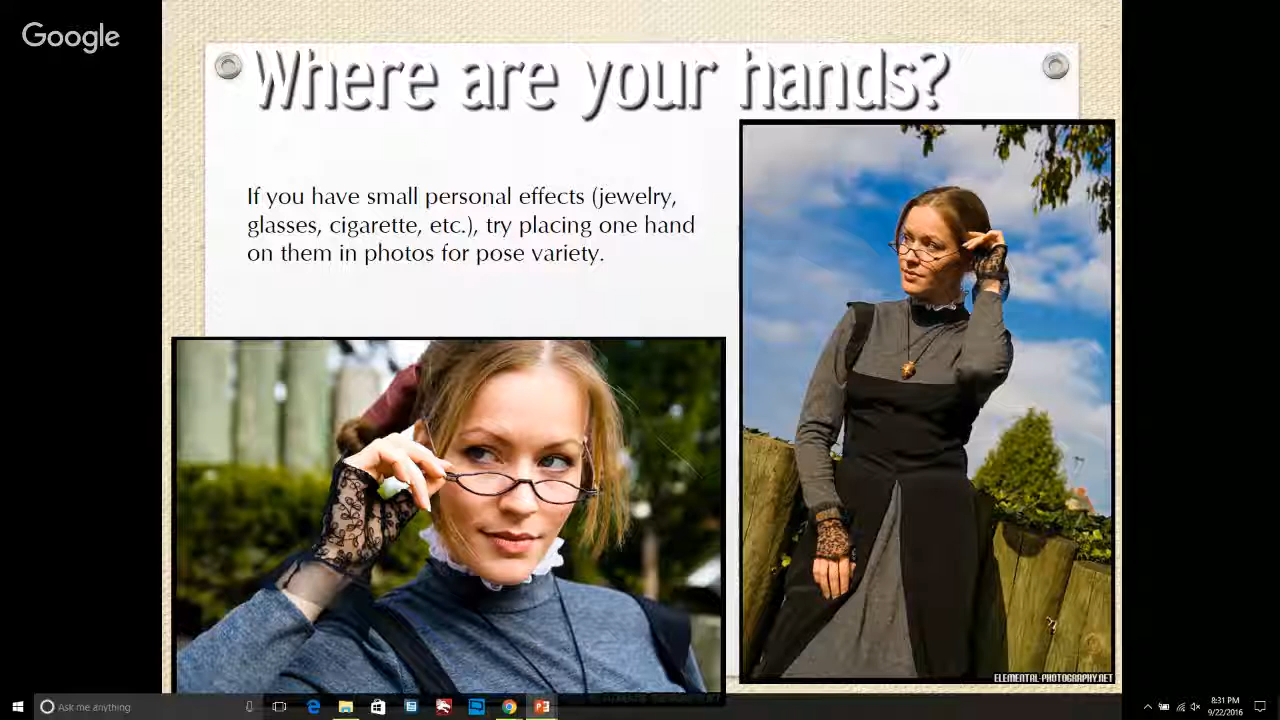 Google
Where are your hands?
If you have small personal effects (jewelry,
glasses, cigarette, etc.), try placing one hand
on them in photos for pose variety.
ELEMENTAL-PHOTOGRAPHY.NET
Ask me anything
8:31 PM
9/22/2016